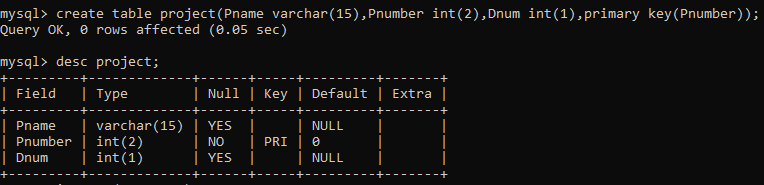 mysql> create table project(Pname varchar(15),Pnumber int(2),Dnum int(1),primary key(Pnumber));
Query OK, 0 rows affected (0.05 sec)
mysql> desc project;
+---------+-------------+------+-----+---------+-------+
| Field   | Type        | Null | Key | Default | Extra |
+---------+-------------+------+-----+---------+-------+
| Pname   | varchar(15) | YES  |     | NULL    |       |
| Pnumber | int(2)      | NO   | PRI | 0       |       |
| Dnum    | int(1)      | YES  |     | NULL    |       |
+---------+-------------+------+-----+---------+-------+